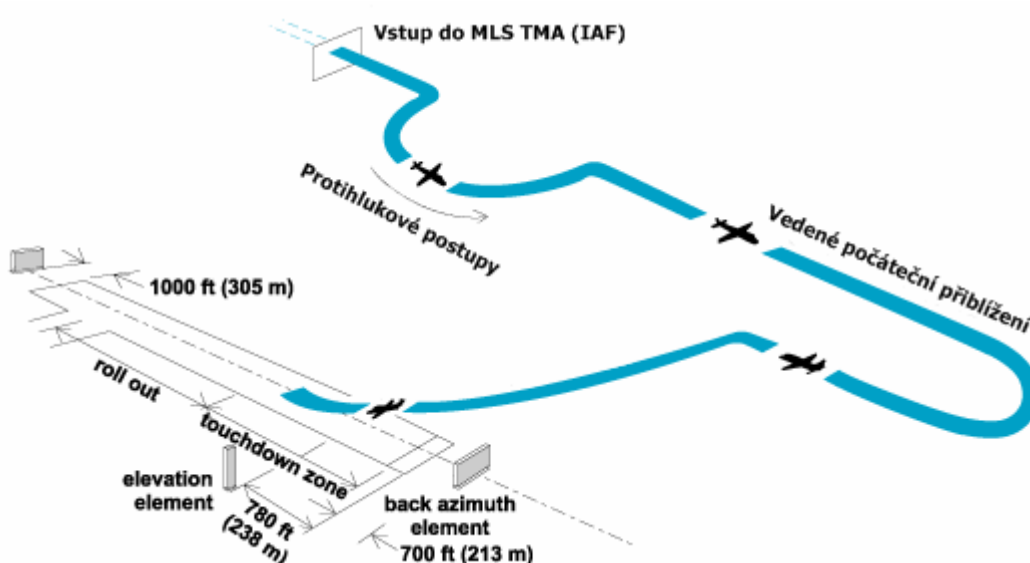 Vstup do MLS TMA (IAF)
Protihlukové postupy
Vedené počáteční přiblížení
1000 ft (305 m)
roll out
touchdown zone
elevation
element
780 ft
(238 m)
back azimuth
element
700 ft (213 m)